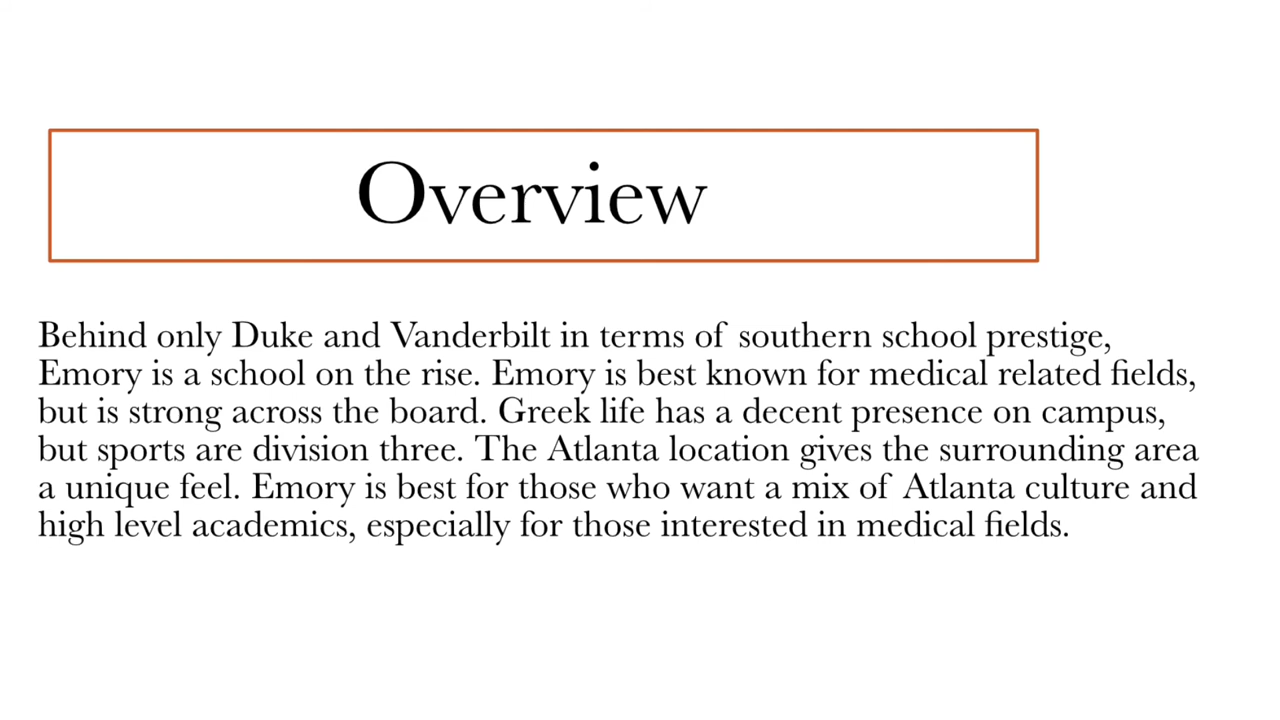 Overview
Behind only Duke and Vanderbilt in terms of southern school prestige,
Emory is a school on the rise. Emory is best known for medical related fields,
but is strong across the board. Greek life has a decent presence on campus,
but sports are division three. The Atlanta location gives the surrounding area
a unique feel. Emory is best for those who want a mix of Atlanta culture and
high level academics, especially for those interested in medical fields.